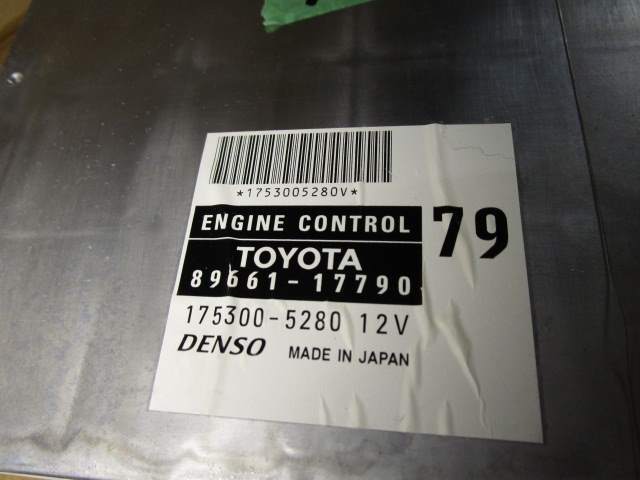 *1753005280V*
ENGINE CONTROL 79
TOYOTA
89661-17790
175300-5280 12V
DENSO MADE IN JAPAN